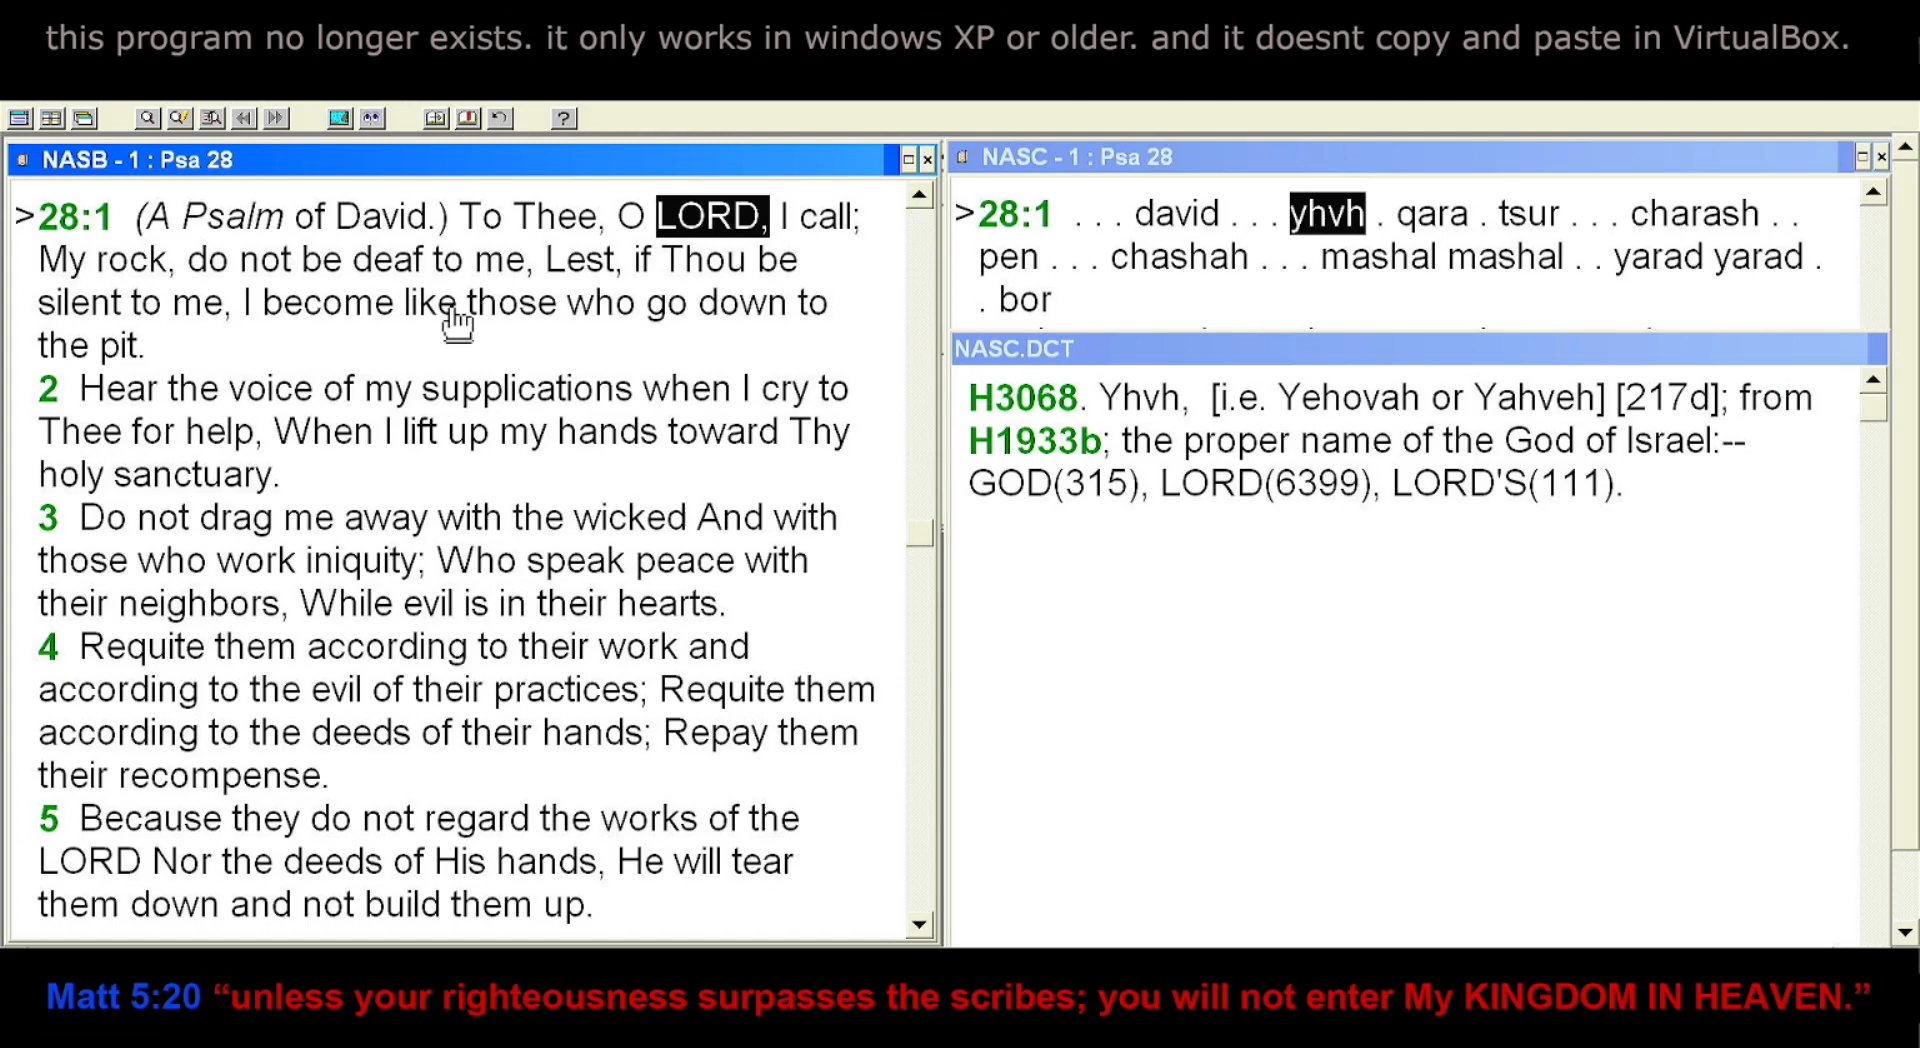 this program no longer exists. it only works in windows XP or older. and it doesnt copy and paste in VirtualBox.
NASB - 1 : Psa 28
>28:1 (A Psalm of David.) To Thee, O LORD, I call;
My rock, do not be deaf to me, Lest, if Thou be
silent to me, I become like those who go down to
the pit.
2 Hear the voice of my supplications when I cry to
Thee for help, When I lift up my hands toward Thy
holy sanctuary.
3 Do not drag me away with the wicked And with
those who work iniquity; Who speak peace with
their neighbors, While evil is in their hearts.
4 Requite them according to their work and
according to the evil of their practices; Requite them
according to the deeds of their hands; Repay them
their recompense.
5 Because they do not regard the works of the
LORD Nor the deeds of His hands, He will tear
them down and not build them up.
NASC - 1 : Psa 28
>28:1 . . . david . . . yhvh . qara . tsur . . . charash . .
pen . . . chashah . . . mashal mashal . . yarad yarad .
. bor
NASC.DCT
H3068. Yhvh, [i.e. Yehovah or Yahveh] [217d]; from
H1933b; the proper name of the God of Israel:--
GOD(315), LORD(6399), LORD'S(111).
Matt 5:20 “unless your righteousness surpasses the scribes; you will not enter My KINGDOM IN HEAVEN.”